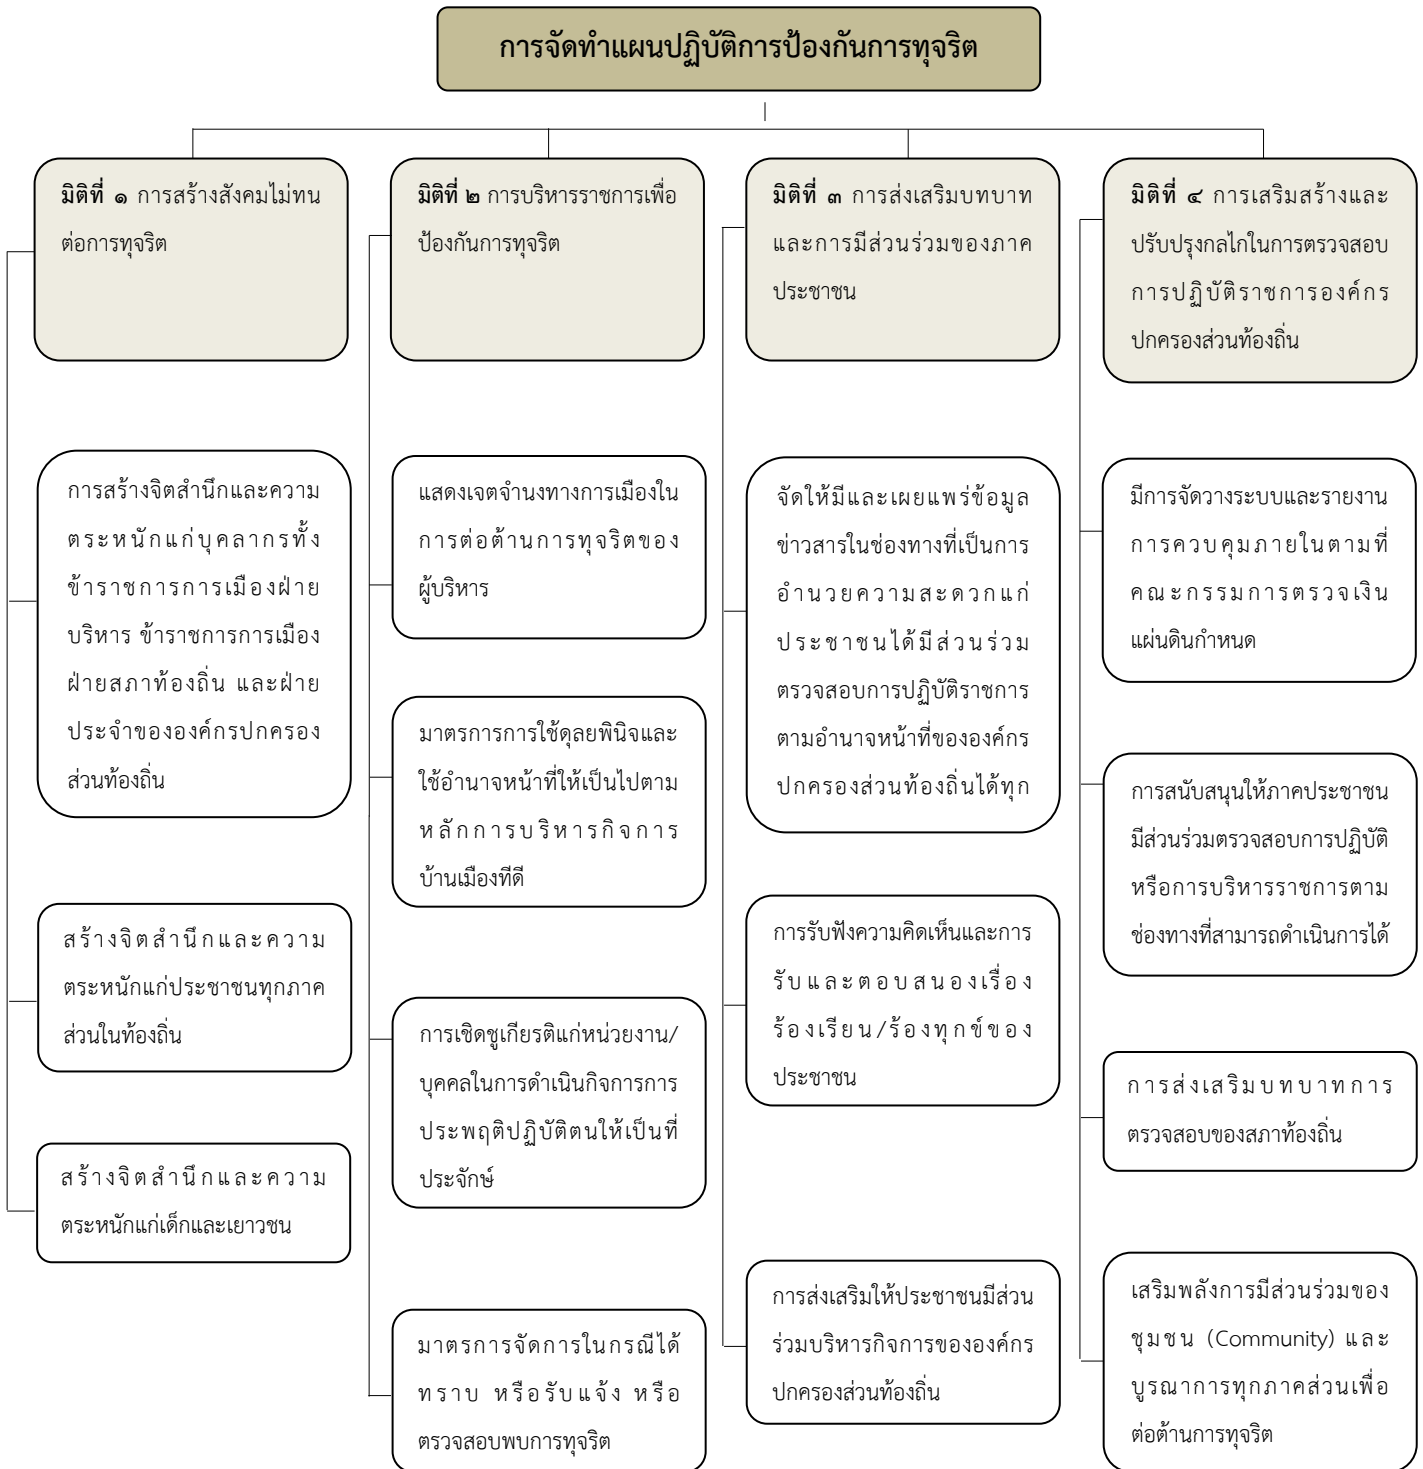 การจัดทำแผนปฏิบัติการป้องกันการทุจริต
มิติที่ ๑ การสร้างสังคมไม่ทน
ต่อการทุจริต
การสร้างจิตสำนึกและความ
ตระหนักแก่บุคลากรทั้ง
ข้าราชการการเมืองฝ่าย
บริหาร ข้าราชการการเมือง
ฝ่ายสภาท้องถิ่น และฝ่าย
ประจำขององค์กรปกครอง
ส่วนท้องถิ่น
สร้างจิตสำนึกและความ
ตระหนักแก่ประชาชนทุกภาค
ส่วนในท้องถิ่น
สร้างจิตสำนึกและความ
ตระหนักแก่เด็กและเยาวชน
มิติที่ ๒ การบริหารราชการเพื่อ
ป้องกันการทุจริต
แสดงเจตจำนงทางการเมืองใน
การต่อต้านการทุจริตของ
ผู้บริหาร
มาตรการการใช้ดุลยพินิจและ
ใช้อำนาจหน้าที่ให้เป็นไปตาม
หลักการบริหารกิจการ
บ้านเมืองทีดี
การเชิดชูเกียรติแก่หน่วยงาน/
บุคคลในการดำเนินกิจการการ
ประพฤติปฏิบัติตนให้เป็นที่
ประจักษ์
มาตรการจัดการในกรณีได้
ทราบ หรือรับแจ้ง หรือ
ตรวจสอบพบการทุจริต
มิติที่ ๓ การส่งเสริมบทบาท
และการมีส่วนร่วมของภาค
ประชาชน
จัดให้มีและเผยแพร่ข้อมูล
ข่าวสารในช่องทางที่เป็นการ
อำนวยความสะดวกแก่
ประชาชนได้มีส่วนร่วม
ตรวจสอบการปฏิบัติราชการ
ตามอำนาจหน้าที่ขององค์กร
ปกครองส่วนท้องถิ่นได้ทุก
การรับฟังความคิดเห็นและการ
รับและตอบสนองเรื่อง
ร้องเรียน/ร้องทุกข์ของ
ประชาชน
การส่งเสริมให้ประชาชนมีส่วน
ร่วมบริหารกิจการขององค์กร
ปกครองส่วนท้องถิ่น
มิติที่ ๔ การเสริมสร้างและ
ปรับปรุงกลไกในการตรวจสอบ
การปฏิบัติราชการองค์กร
ปกครองส่วนท้องถิ่น
มีการจัดวางระบบและรายงาน
การควบคุมภายในตามที่
คณะกรรมการตรวจเงิน
แผ่นดินกำหนด
การสนับสนุนให้ภาคประชาชน
มีส่วนร่วมตรวจสอบการปฏิบัติ
หรือการบริหารราชการตาม
ช่องทางที่สามารถดำเนินการได้
การส่งเสริมบทบาทการ
ตรวจสอบของสภาท้องถิ่น
เสริมพลังการมีส่วนร่วมของ
ชุมชน (Community) และ
บูรณาการทุกภาคส่วนเพื่อ
ต่อต้านการทุจริต